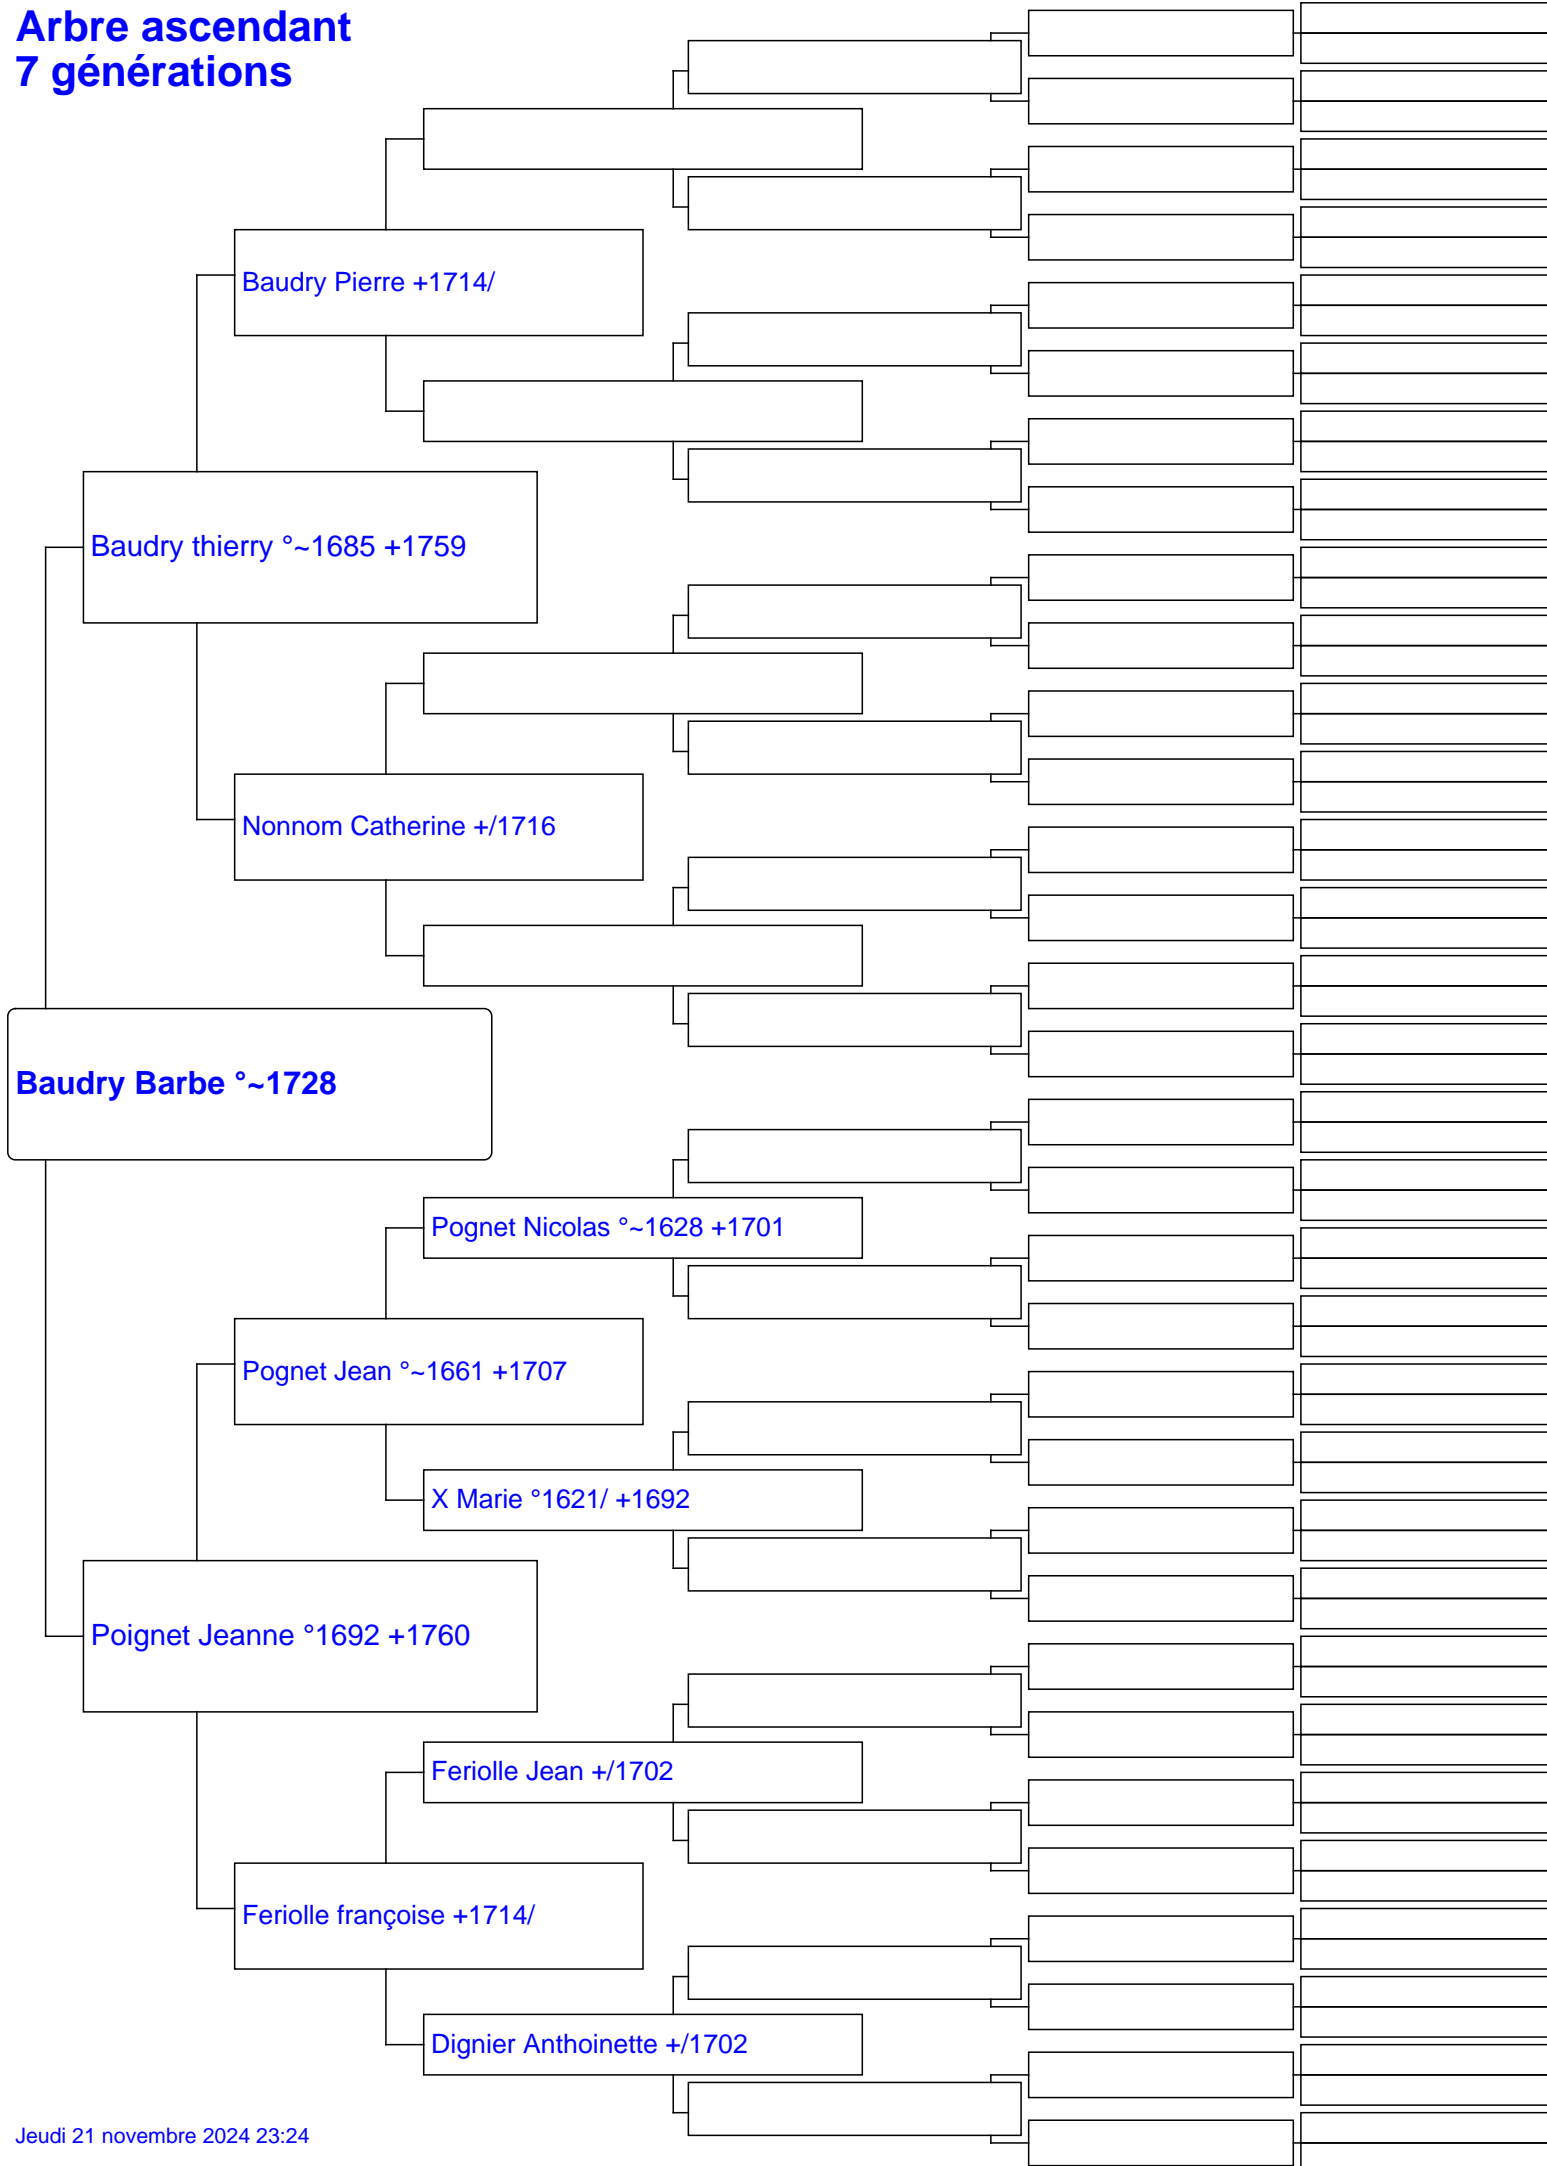 Arbre ascendant
7 générations
Baudry Pierre +1714/
Baudry thierry °~1685 +1759
Nonnom Catherine +/1716
Baudry Barbe °~1728
Pognet Nicolas °~1628 +1701
Pognet Jean °~1661 +1707
X Marie °1621/ +1692
Poignet Jeanne °1692 +1760
Feriolle Jean +/1702
Feriolle françoise +1714/
Dignier Anthoinette +/1702
Jeudi 21 novembre 2024 23:24